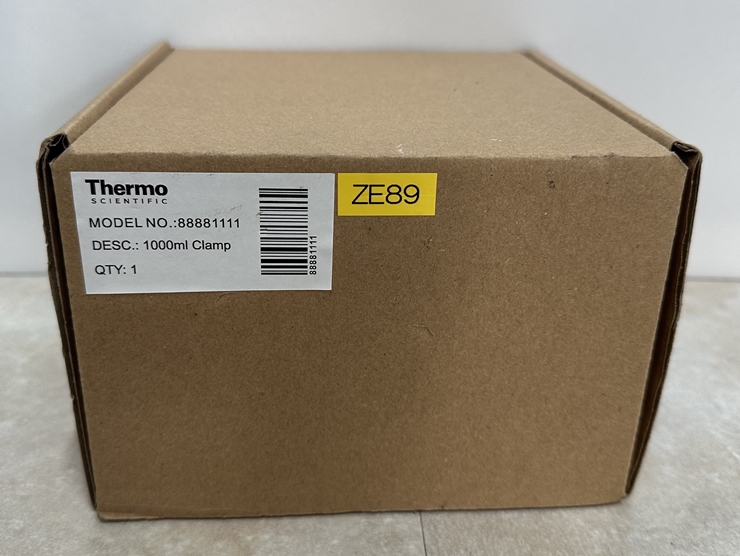 Thermo
SCIENTIFIC
MODEL NO.:88881111
DESC.: 1000ml Clamp
QTY: 1
88881111
ZE89